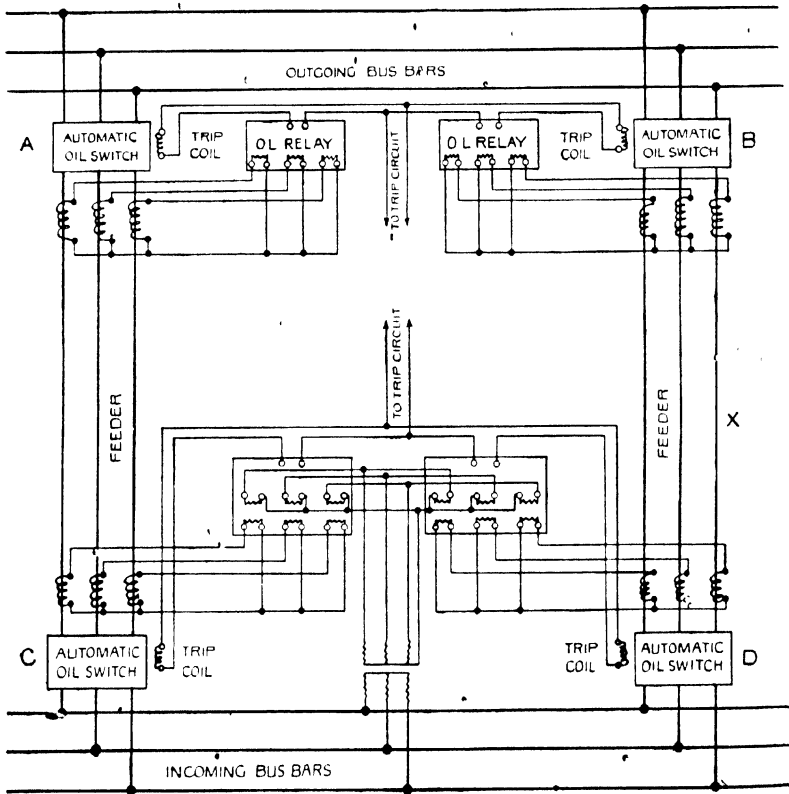 OUTGOING BUS BARS
A
AUTOMATIC
OIL SWITCH
TRIP
COIL
OL RELAY
TO TRIP CIRCUIT
OL RELAY
TRIP
COIL
AUTOMATIC
OIL SWITCH
B
FEEDER
TO TRIP CIRCUIT
FEEDER
X
C
AUTOMATIC
OIL SWITCH
TRIP
COIL
TRIP
COIL
AUTOMATIC
OIL SWITCH
D
INCOMING BUS BARS